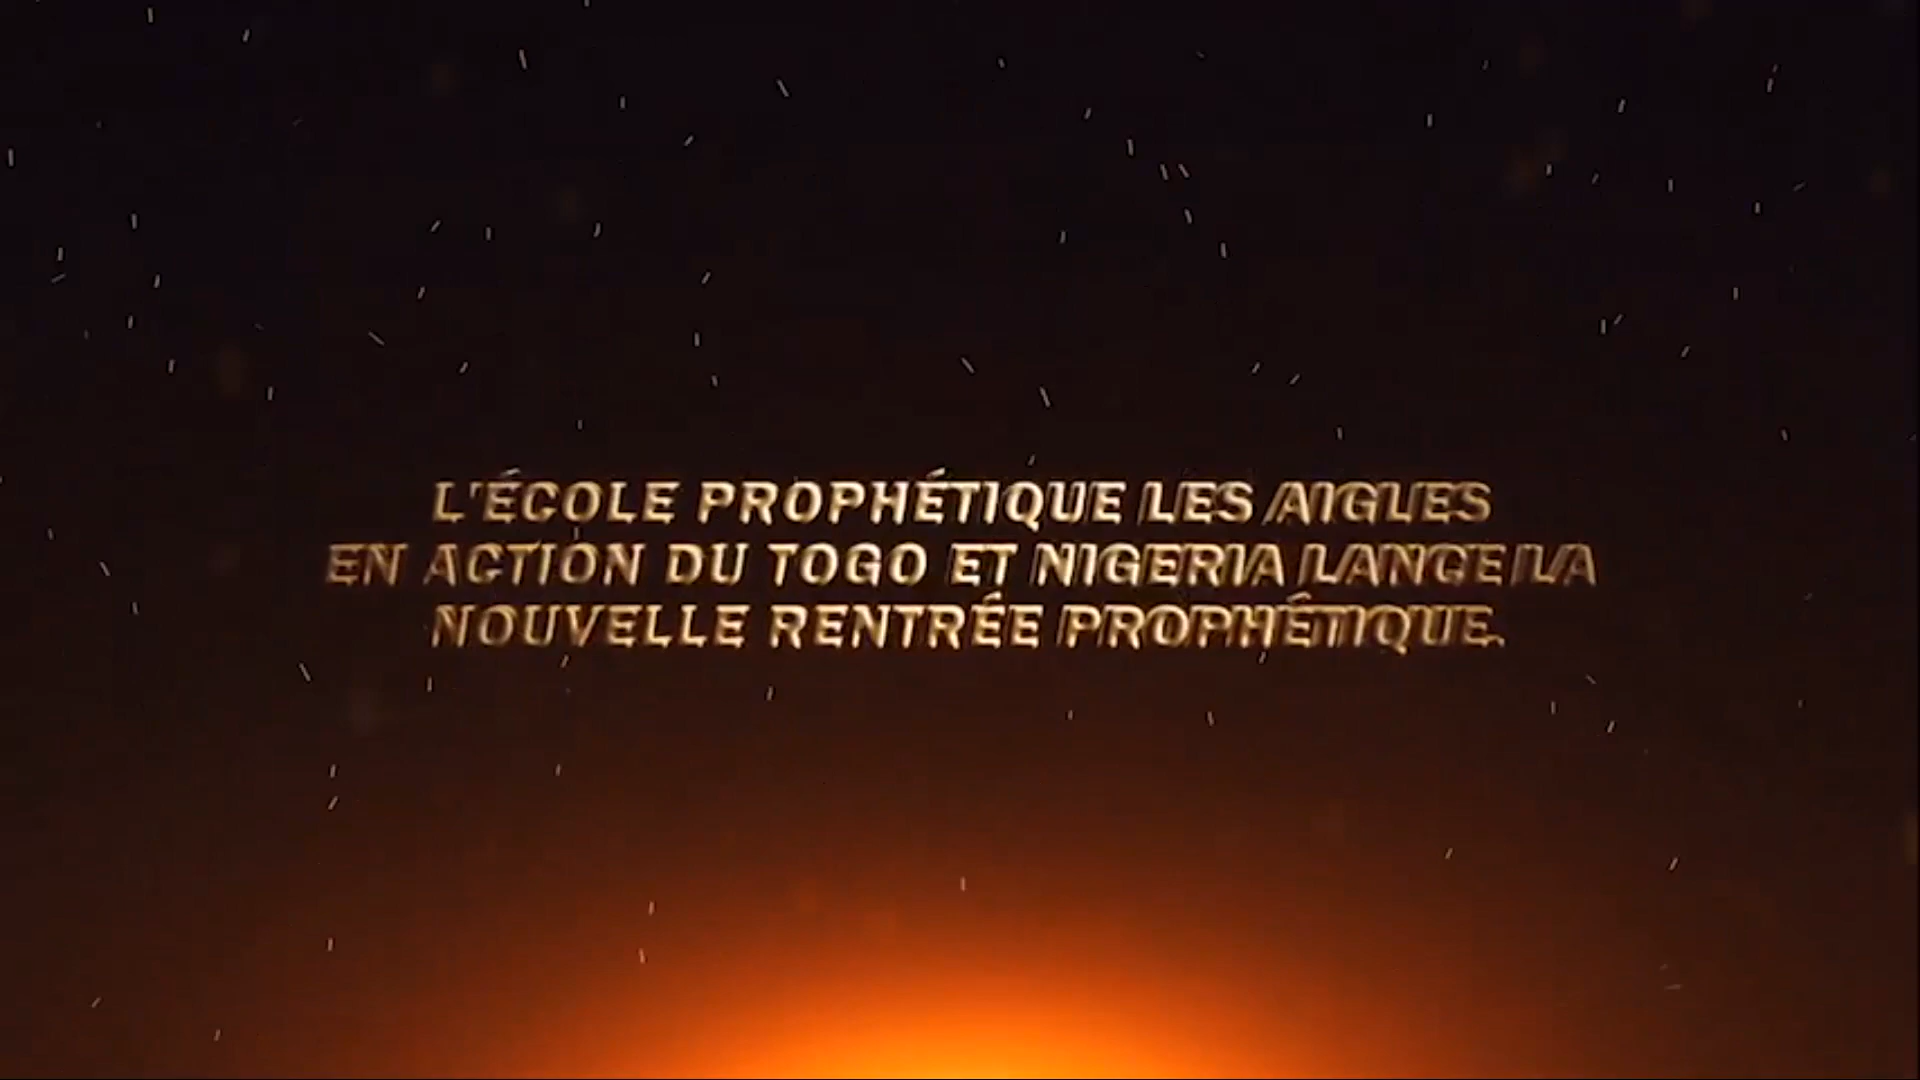 L'ÉCOLE PROPHÉTIQUE LES AIGLES
EN ACTION DU TOGO ET NIGERIA LANCE LA
NOUVELLE RENTRÉE PROPHÉTIQUE.